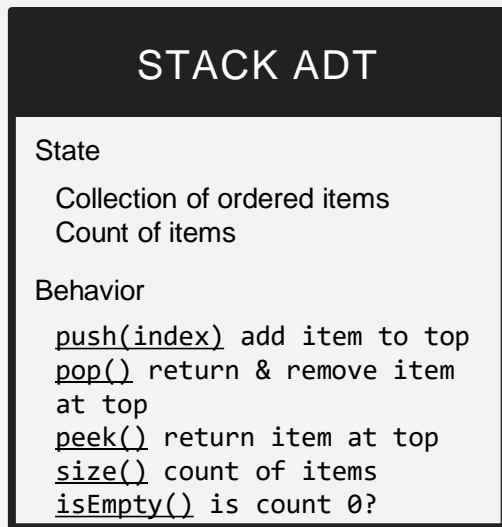 STACK ADT
State
Collection of ordered items
Count of items
Behavior
push(index) add item to top
pop() return & remove item
at top
peek() return item at top
size() count of items
isEmpty() is count 0?